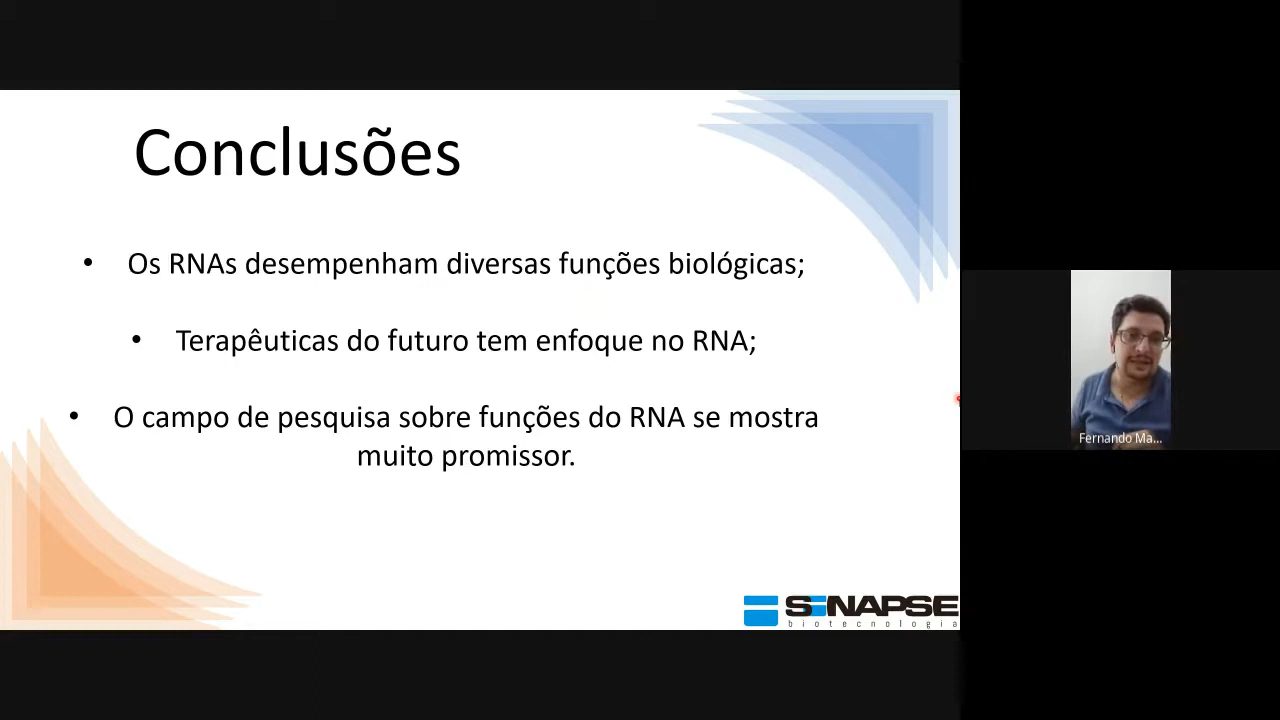 Conclusões
• Os RNAs desempenham diversas funções biológicas;
• Terapêuticas do futuro tem enfoque no RNA;
• O campo de pesquisa sobre funções do RNA se mostra
muito promissor.
Fernando Ma...
SINAPSE
biotecnologia